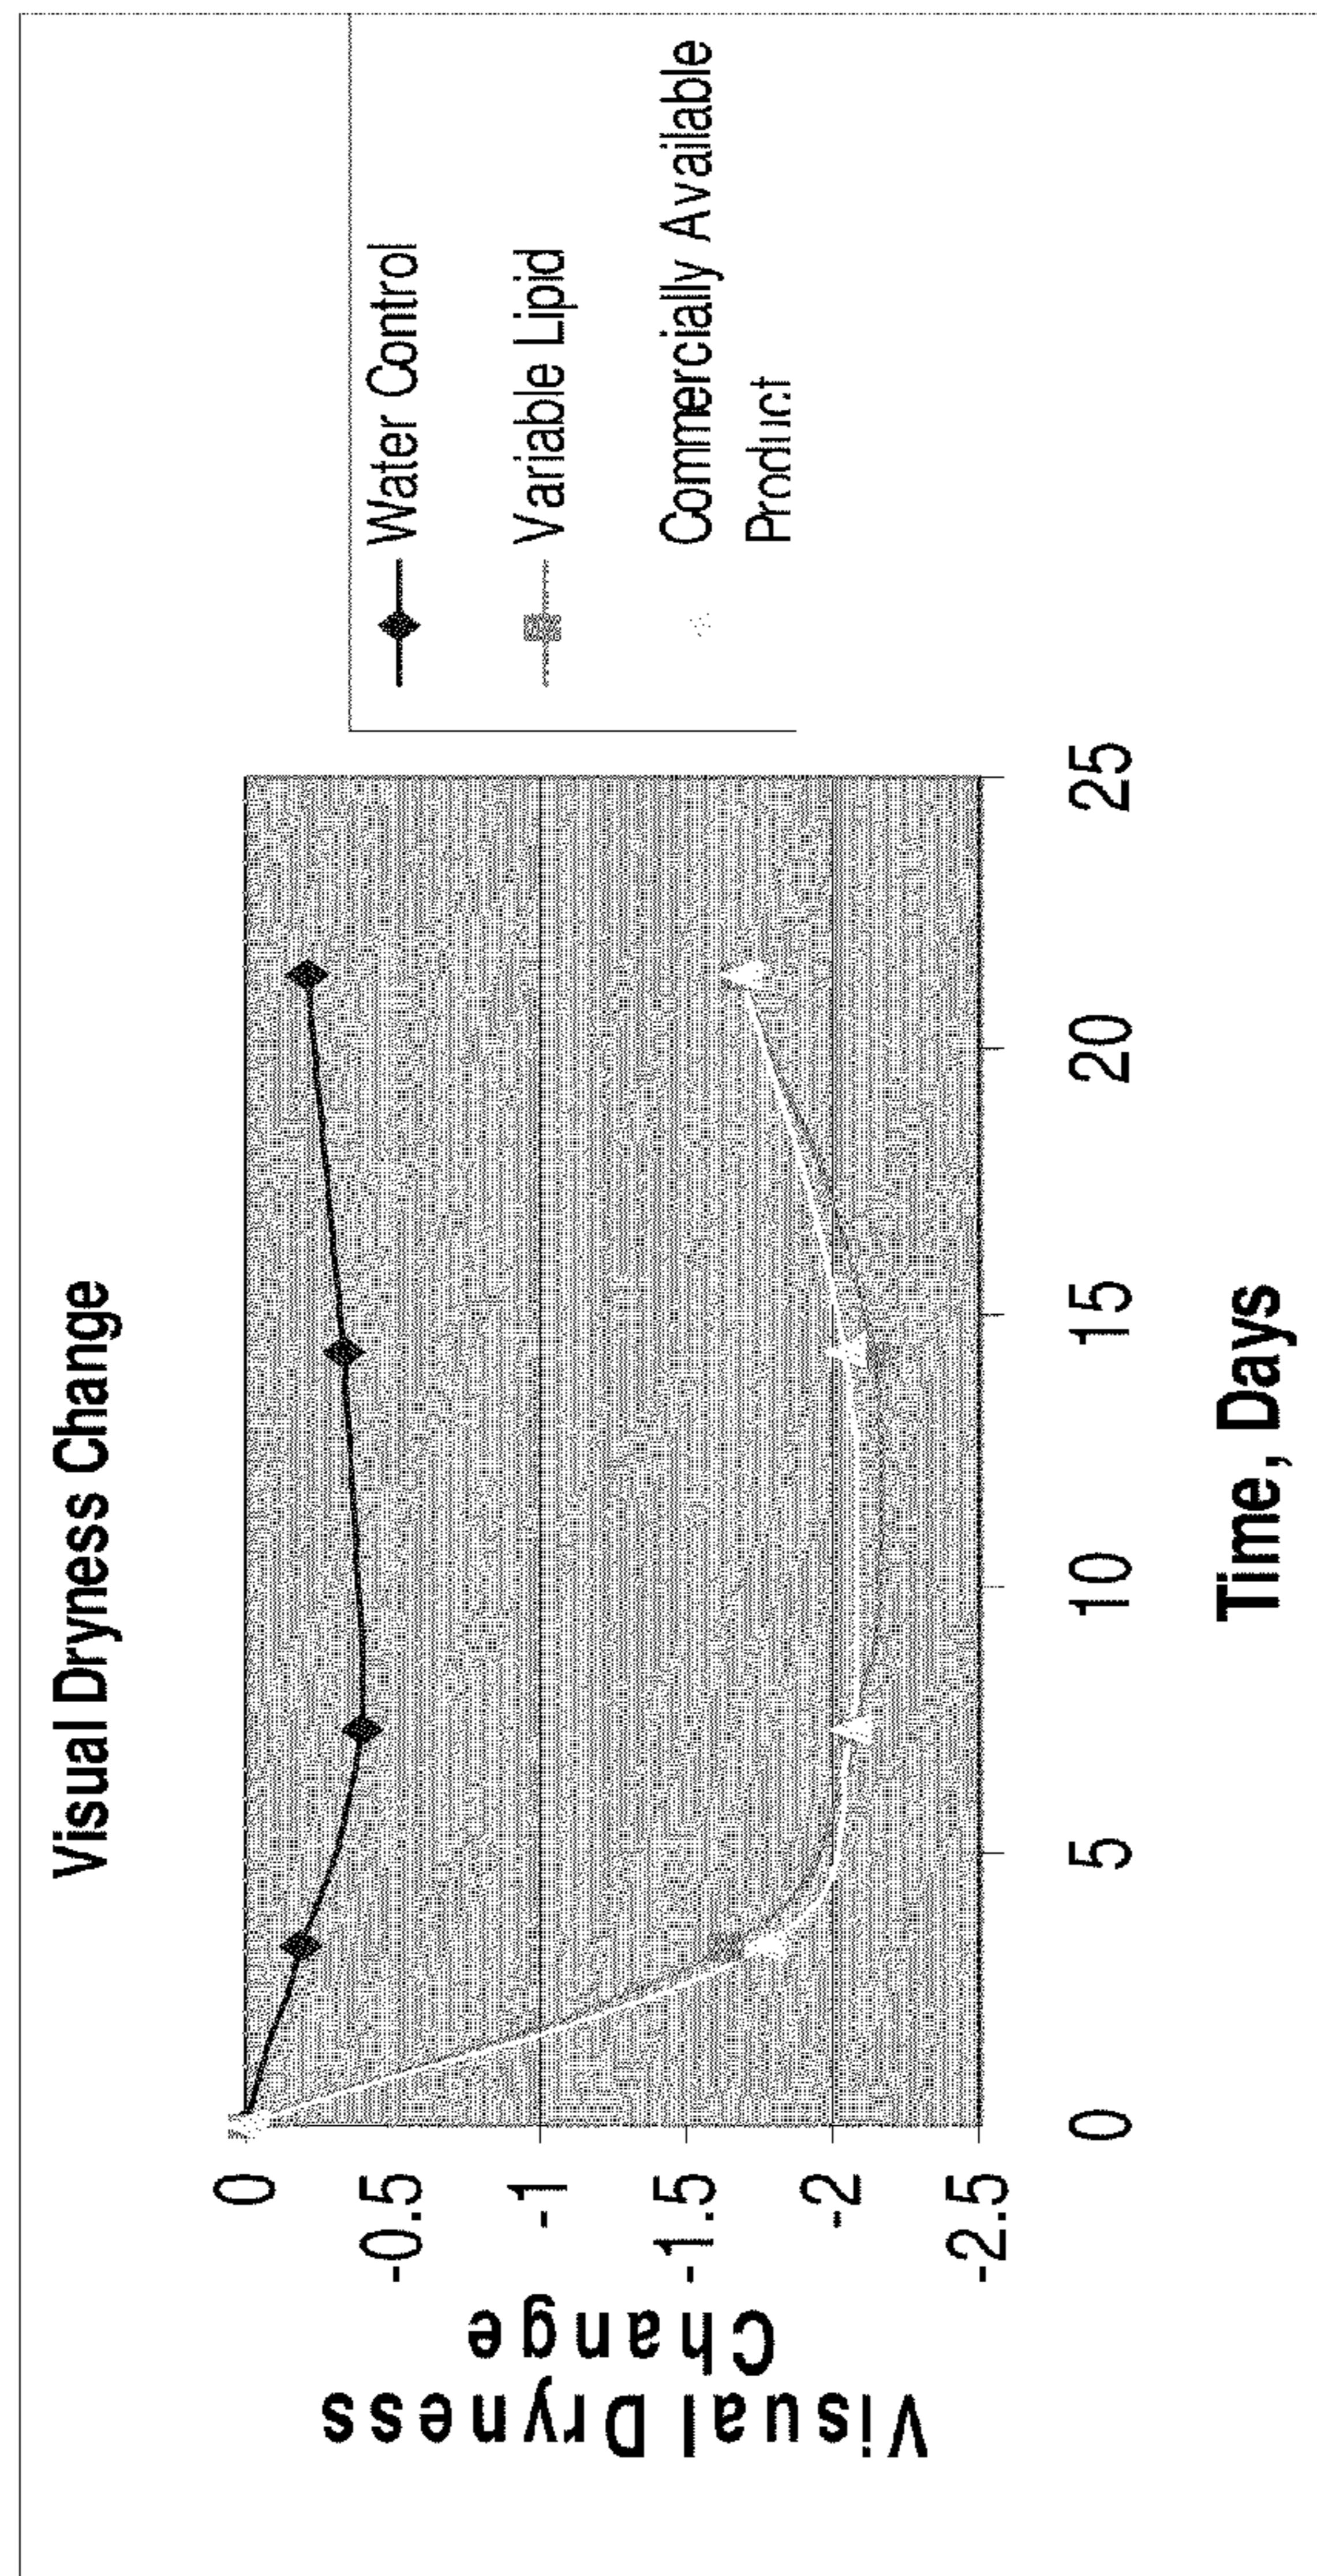 Visual Dryness Change
Visual Dryness
Change
0
-0.5
-1
-1.5
-2
-2.5
0
5
10
15
20
25
Time, Days
Water Control
Variable Lipid
Commercially Available
Product